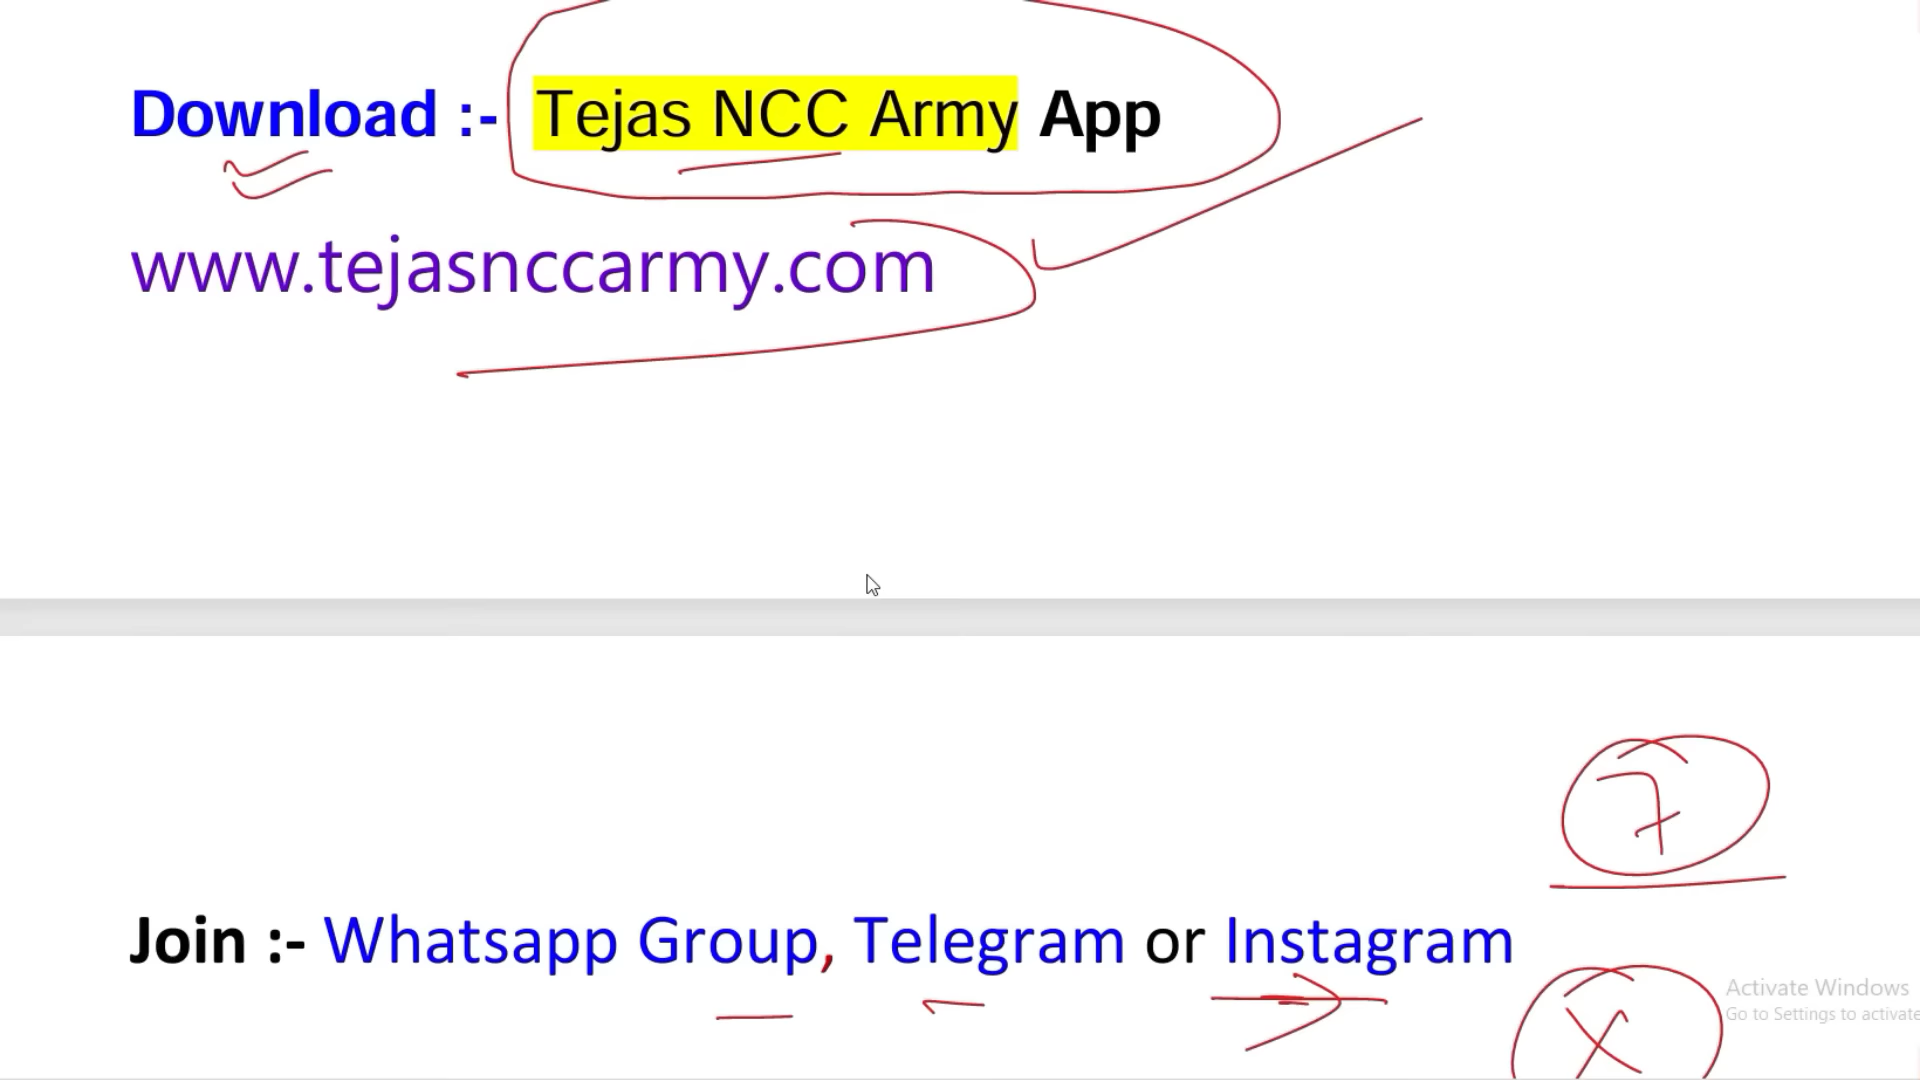 Download :- Tejas NCC Army App
www.tejasnccarmy.com
7
Join :- Whatsapp Group, Telegram or Instagram
X
Activate Windows
Go to Settings to activate